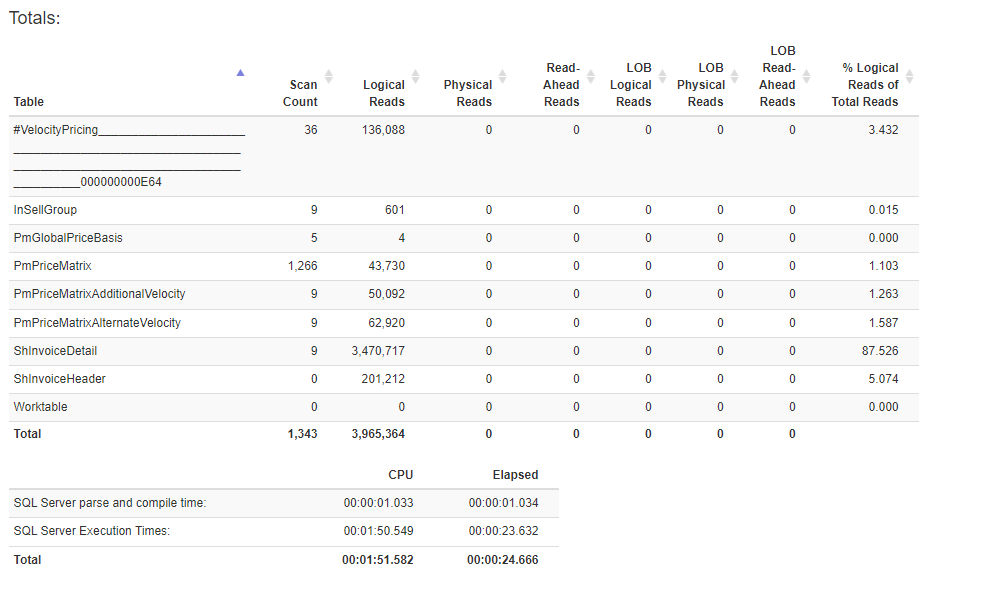 Totals:
LOB
Read- LOB LOB Read- % Logical
Scan Logical Physical Ahead Logical Physical Ahead Reads of
Table Count Reads Reads Reads Reads Reads Reads Total Reads
#VelocityPricing______________________ 36 136,088 0 0 0 0 0 3.432
__________________________________
__________________________________
__________000000000E64
InSellGroup 9 601 0 0 0 0 0 0.015
PmGlobalPriceBasis 5 4 0 0 0 0 0 0.000
PmPriceMatrix 1,266 43,730 0 0 0 0 0 1.103
PmPriceMatrixAdditionalVelocity 9 50,092 0 0 0 0 0 1.263
PmPriceMatrixAlternateVelocity 9 62,920 0 0 0 0 0 1.587
ShInvoiceDetail 9 3,470,717 0 0 0 0 0 87.526
ShInvoiceHeader 0 201,212 0 0 0 0 0 5.074
Worktable 0 0 0 0 0 0 0 0.000
Total 1,343 3,965,364 0 0 0 0 0
CPU Elapsed
SQL Server parse and compile time: 00:00:01.033 00:00:01.034
SQL Server Execution Times: 00:01:50.549 00:00:23.632
Total 00:01:51.582 00:00:24.666